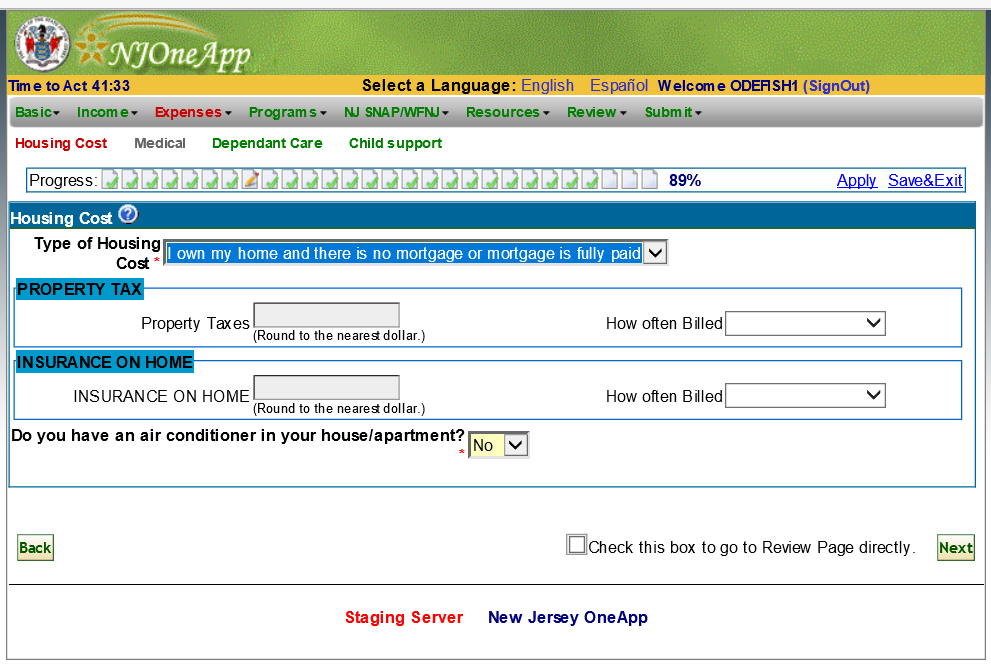 NJOneApp
Time to Act 41:33 Select a Language: English Español Welcome ODEFISH1 (SignOut)
Basic Income Expenses Programs NJ SNAP/WFNJ Resources Review Submit
Housing Cost Medical Dependant Care Child support
Progress: 89% Apply Save&Exit
Housing Cost ?
Type of Housing
Cost * I own my home and there is no mortgage or mortgage is fully paid
PROPERTY TAX
Property Taxes How often Billed
(Round to the nearest dollar.)
INSURANCE ON HOME
INSURANCE ON HOME How often Billed
(Round to the nearest dollar.)
Do you have an air conditioner in your house/apartment?
* No
Back Check this box to go to Review Page directly. Next
Staging Server New Jersey OneApp